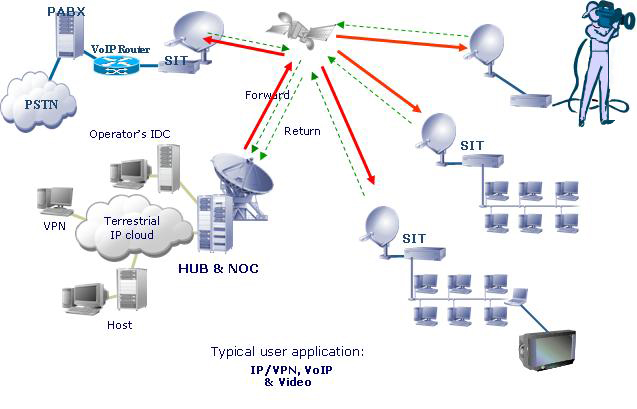 PABX
VoIP Router
SIT
PSTN
Forward
Return
Operator's IDC
VPN
Terrestrial
IP cloud
HUB & NOC
Host
SIT
SIT
Typical user application:
IP/VPN, VoIP
& Video